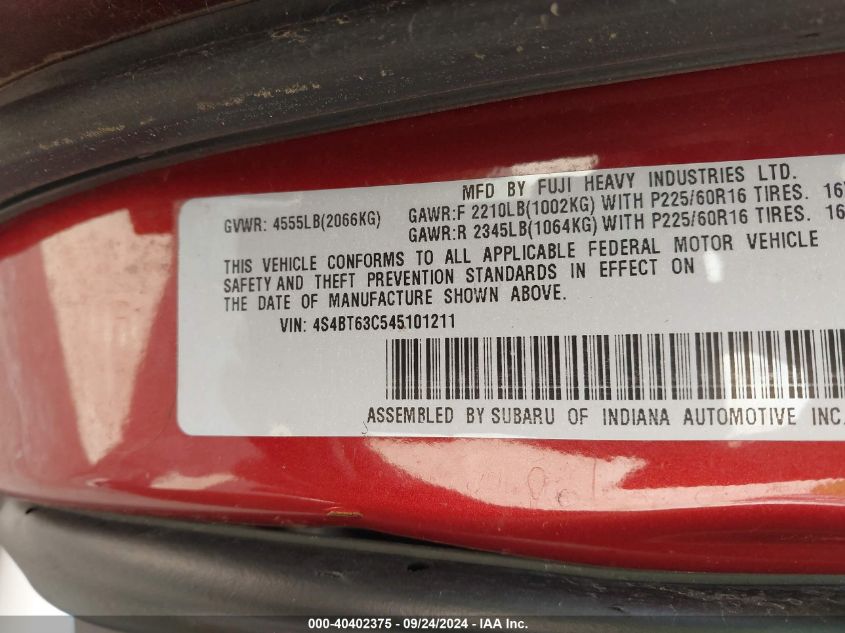 MFD BY FUJI HEAVY INDUSTRIES LTD.
GVWR: 4555LB(2066KG)
GAWR:F 2210LB(1002KG) WITH P225/60R16 TIRES. 16
GAWR:R 2345LB(1064KG) WITH P225/60R16 TIRES. 16
THIS VEHICLE CONFORMS TO ALL APPLICABLE FEDERAL MOTOR VEHICLE
SAFETY AND THEFT PREVENTION STANDARDS IN EFFECT ON
THE DATE OF MANUFACTURE SHOWN ABOVE.
VIN: 4S4BT63C545101211
ASSEMBLED BY SUBARU OF INDIANA AUTOMOTIVE INC.
000-40402375 - 09/24/2024 - IAA Inc.